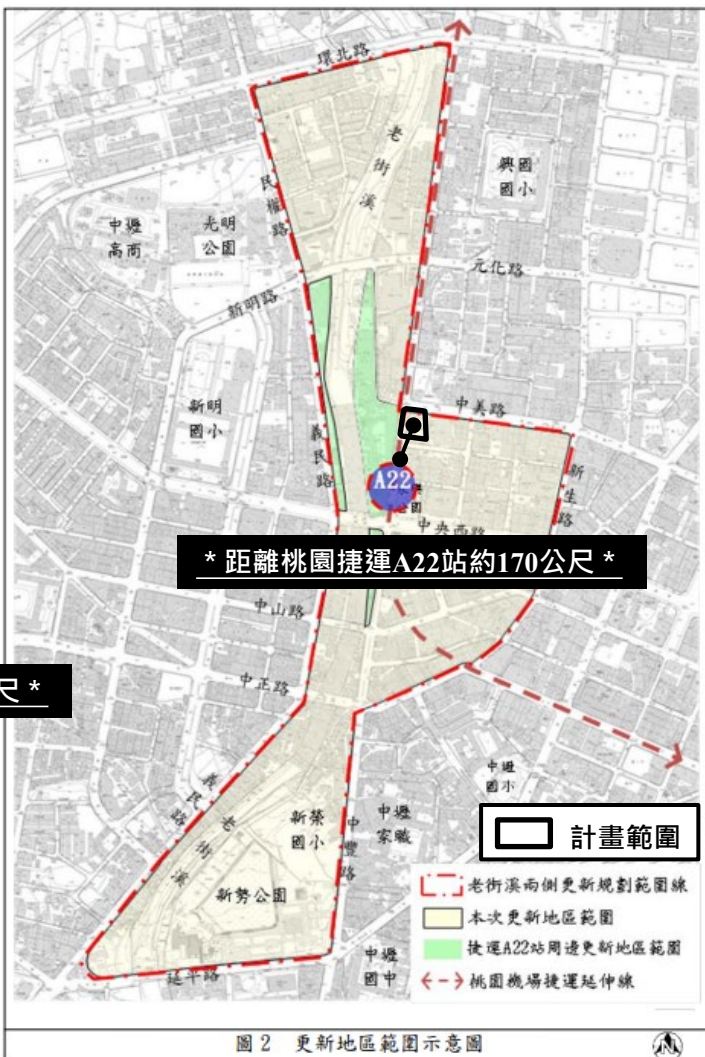 環北路
老街溪
興國
國小
民權路
中壢
高商
光明
公園
元化路
新明路
新明
國小
中美路
義民路
新生路
A22
公園
中央西路
* 距離桃園捷運A22站約170公尺 *
中山路
尺 *
中正路
中壢
國小
義民路
老街溪
新榮
國小
中豐路
中壢
家職
計畫範圍
新勢公園
老街溪兩側更新規劃範圍線
本次更新地區範圍
捷運A22站周邊更新地區範圍
中壢
國中
延平路
桃園機場捷運延伸線
圖 2 更新地區範圍示意圖
N